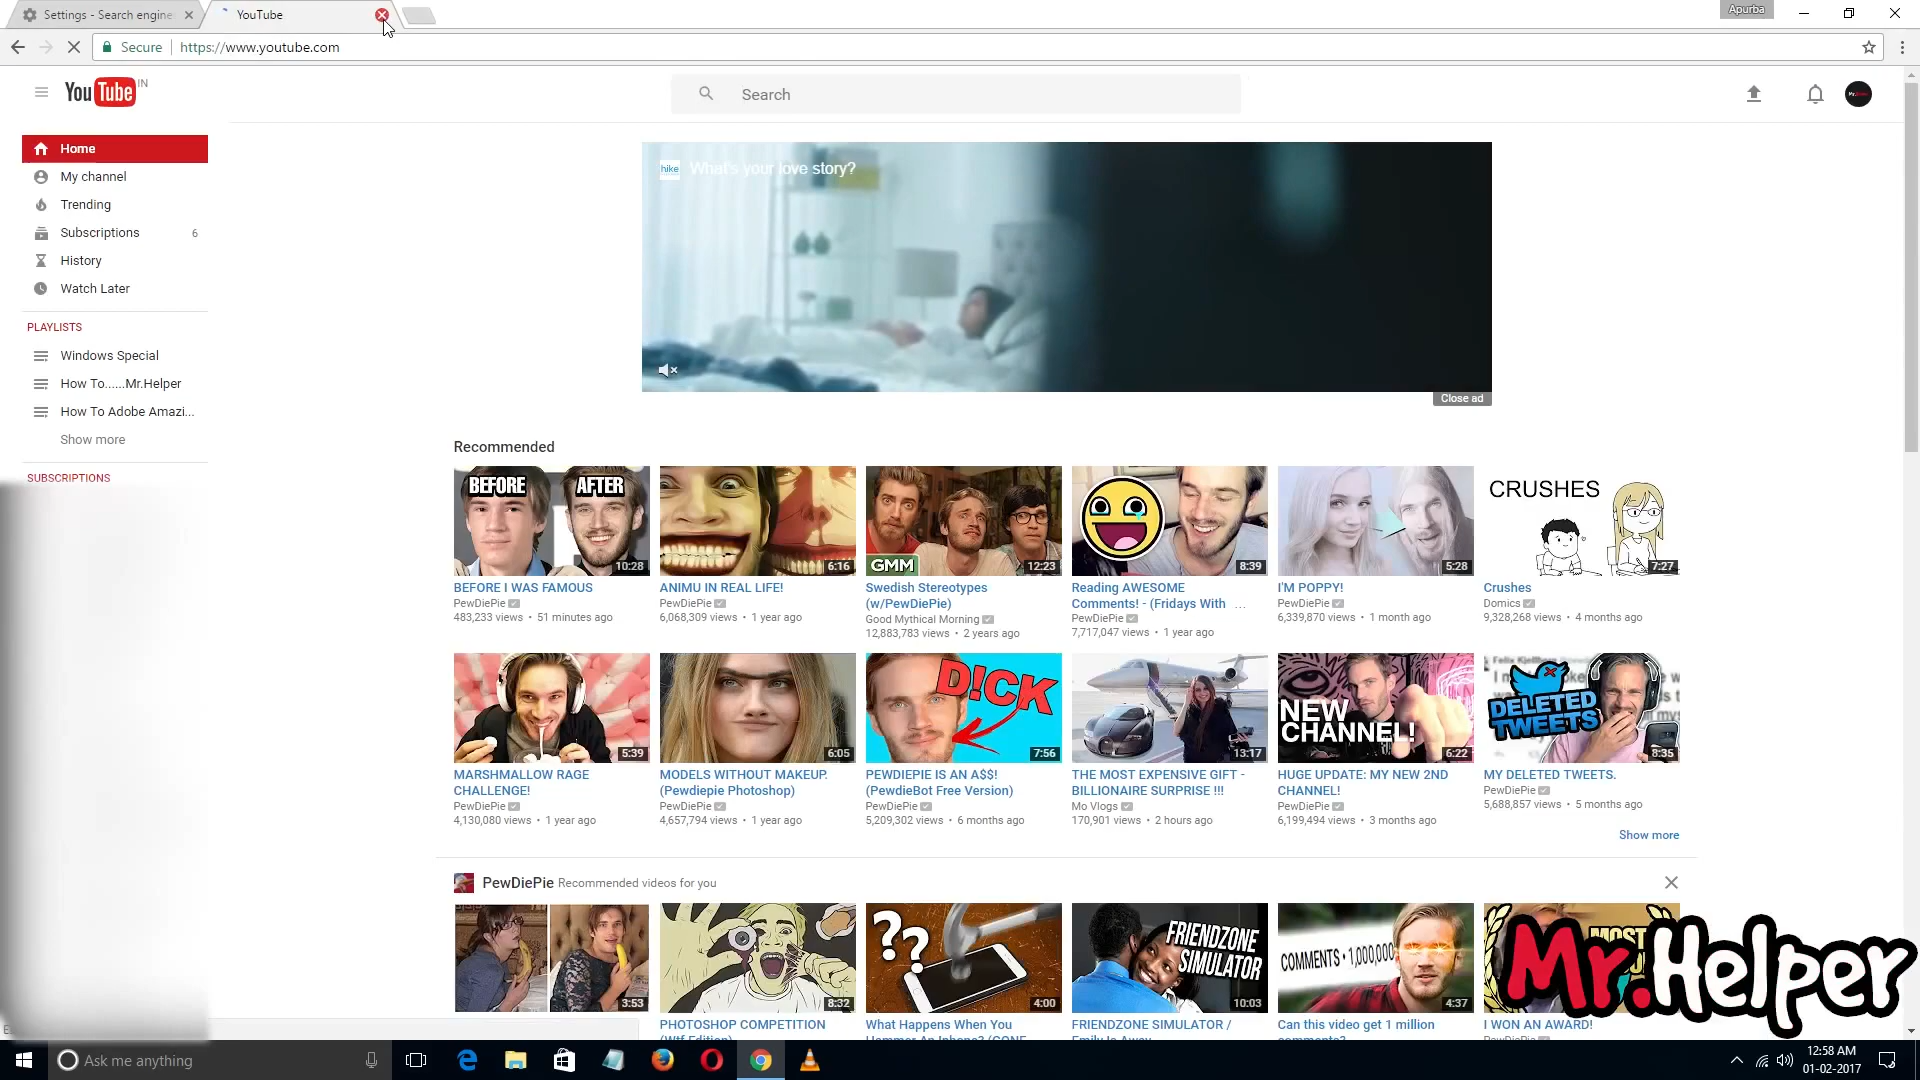 Settings - Search engine
YouTube
Apurba
Secure
https://www.youtube.com
YouTube IN
Search
Home
My channel
Trending
Subscriptions 6
History
Watch Later
PLAYLISTS
Windows Special
How To......Mr.Helper
How To Adobe Amazi...
Show more
SUBSCRIPTIONS
hike What's your love story?
Close ad
Recommended
BEFORE AFTER
10:28
BEFORE I WAS FAMOUS
PewDiePie
483,233 views • 51 minutes ago
6:16
ANIMU IN REAL LIFE!
PewDiePie
6,068,309 views • 1 year ago
GMM
12:23
Swedish Stereotypes
(w/PewDiePie)
Good Mythical Morning
12,883,783 views • 2 years ago
8:39
Reading AWESOME
Comments! - (Fridays With ...
PewDiePie
7,717,047 views • 1 year ago
5:28
I'M POPPY!
PewDiePie
6,339,870 views • 1 month ago
CRUSHES
7:27
Crushes
Domics
9,328,268 views • 4 months ago
5:39
MARSHMALLOW RAGE
CHALLENGE!
PewDiePie
4,130,080 views • 1 year ago
6:05
MODELS WITHOUT MAKEUP.
(Pewdiepie Photoshop)
PewDiePie
4,657,794 views • 1 year ago
D!CK
7:56
PEWDIEPIE IS AN A$$!
(PewdieBot Free Version)
PewDiePie
5,209,302 views • 6 months ago
13:17
THE MOST EXPENSIVE GIFT -
BILLIONAIRE SURPRISE !!!
Mo Vlogs
170,901 views • 2 hours ago
NEW
CHANNEL!
6:22
HUGE UPDATE: MY NEW 2ND
CHANNEL!
PewDiePie
6,199,494 views • 3 months ago
DELETED
TWEETS
8:35
MY DELETED TWEETS.
PewDiePie
5,688,857 views • 5 months ago
Show more
PewDiePie Recommended videos for you
3:53
8:32
PHOTOSHOP COMPETITION
(Wtf Edition)
??
4:00
What Happens When You
Hammer An Iphone? (GONE
FRIENDZONE
SIMULATOR
10:03
FRIENDZONE SIMULATOR /
Emily Is Away
COMMENTS • 1,000,000
4:37
Can this video get 1 million
comments?
MOST
I WON AN AWARD!
PewDiePie
Mr.Helper
Ask me anything
12:58 AM
01-02-2017